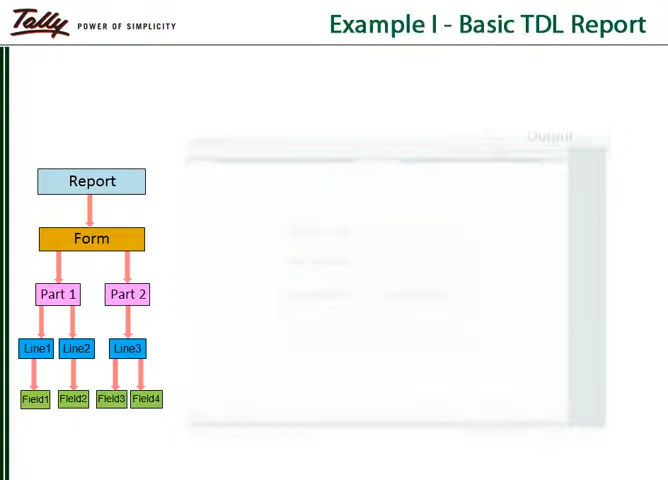 Tally POWER OF SIMPLICITY
Example I - Basic TDL Report
Output
Report
Form
Part 1 Part 2
Line1 Line2 Line3
Field1 Field2 Field3 Field4